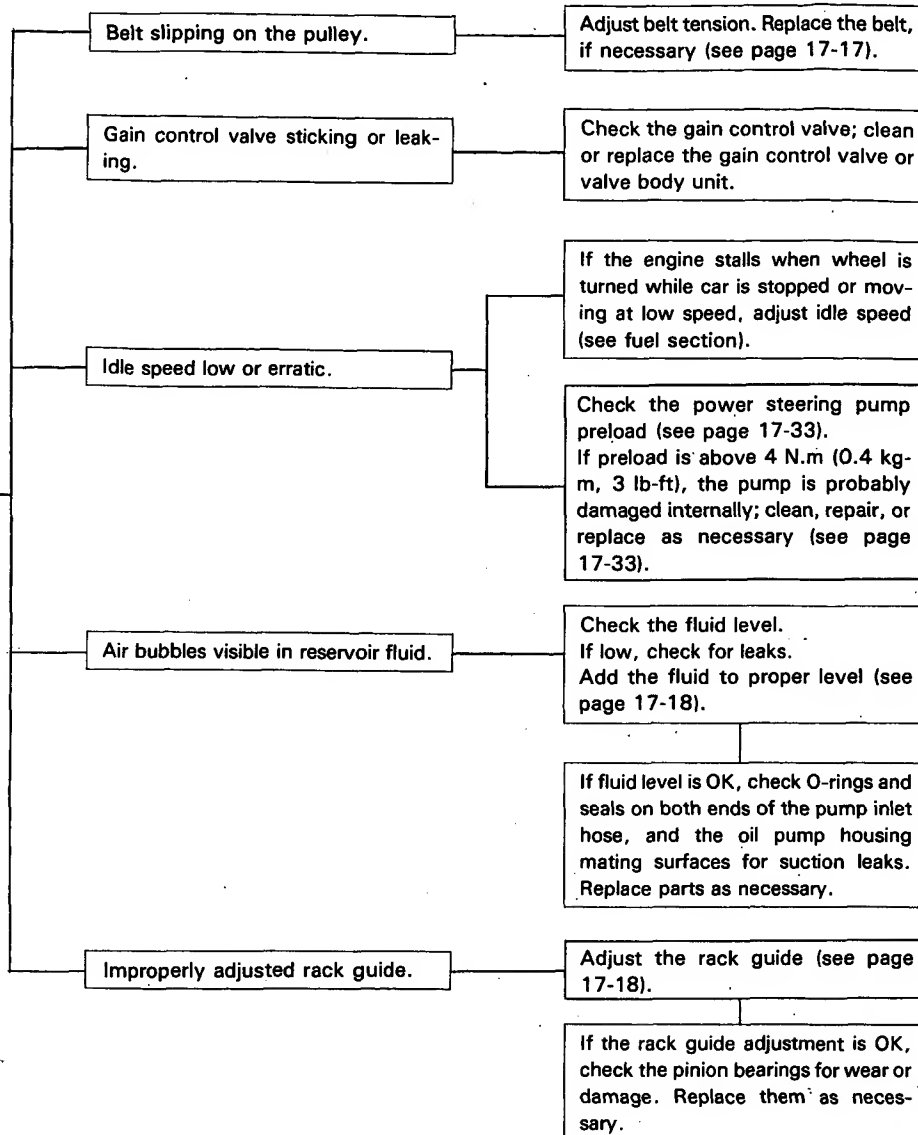 Belt slipping on the pulley.
Adjust belt tension. Replace the belt,
if necessary (see page 17-17).
Gain control valve sticking or leak-
ing.
Check the gain control valve; clean
or replace the gain control valve or
valve body unit.
Idle speed low or erratic.
If the engine stalls when wheel is
turned while car is stopped or mov-
ing at low speed, adjust idle speed
(see fuel section).
Check the power steering pump
preload (see page 17-33).
If preload is above 4 N.m (0.4 kg-
m, 3 lb-ft), the pump is probably
damaged internally; clean, repair, or
replace as necessary (see page
17-33).
Air bubbles visible in reservoir fluid.
Check the fluid level.
If low, check for leaks.
Add the fluid to proper level (see
page 17-18).
If fluid level is OK, check O-rings and
seals on both ends of the pump inlet
hose, and the oil pump housing
mating surfaces for suction leaks.
Replace parts as necessary.
Improperly adjusted rack guide.
Adjust the rack guide (see page
17-18).
If the rack guide adjustment is OK,
check the pinion bearings for wear or
damage. Replace them as neces-
sary.